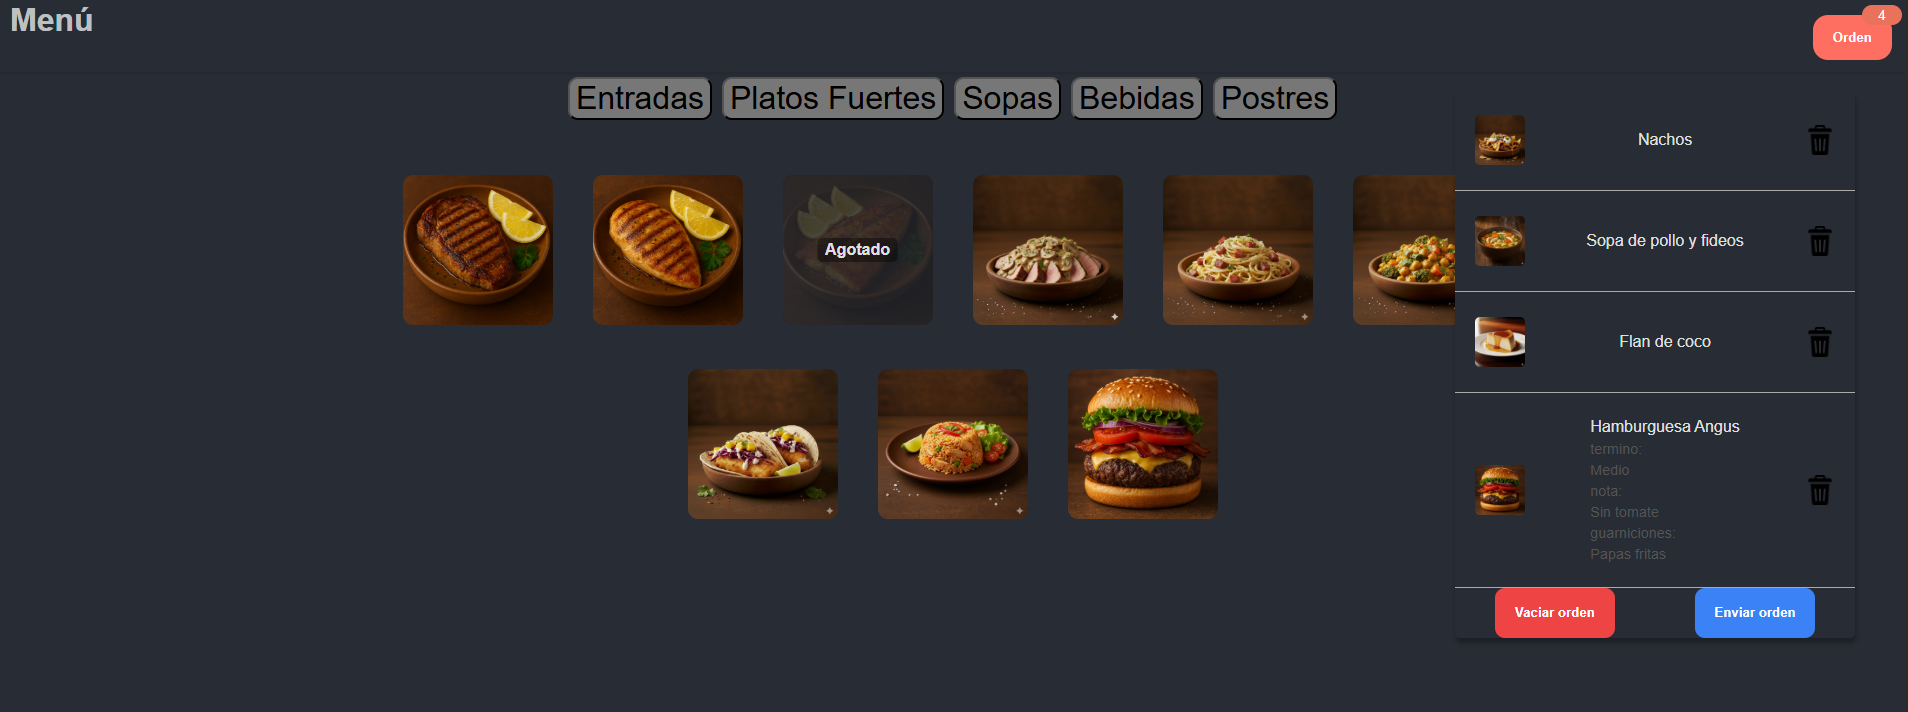 Menú
4
Orden
Entradas Platos Fuertes Sopas Bebidas Postres
Agotado
Nachos
Sopa de pollo y fideos
Flan de coco
Hamburguesa Angus
termino:
Medio
nota:
Sin tomate
guarniciones:
Papas fritas
Vaciar orden Enviar orden